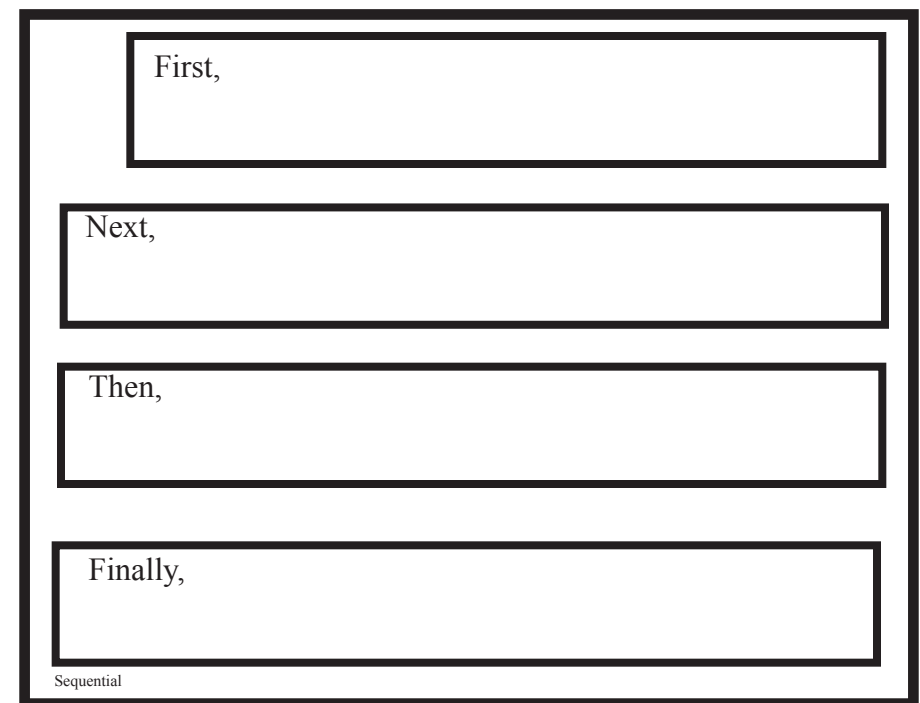 First,
Next,
Then,
Finally,
Sequential